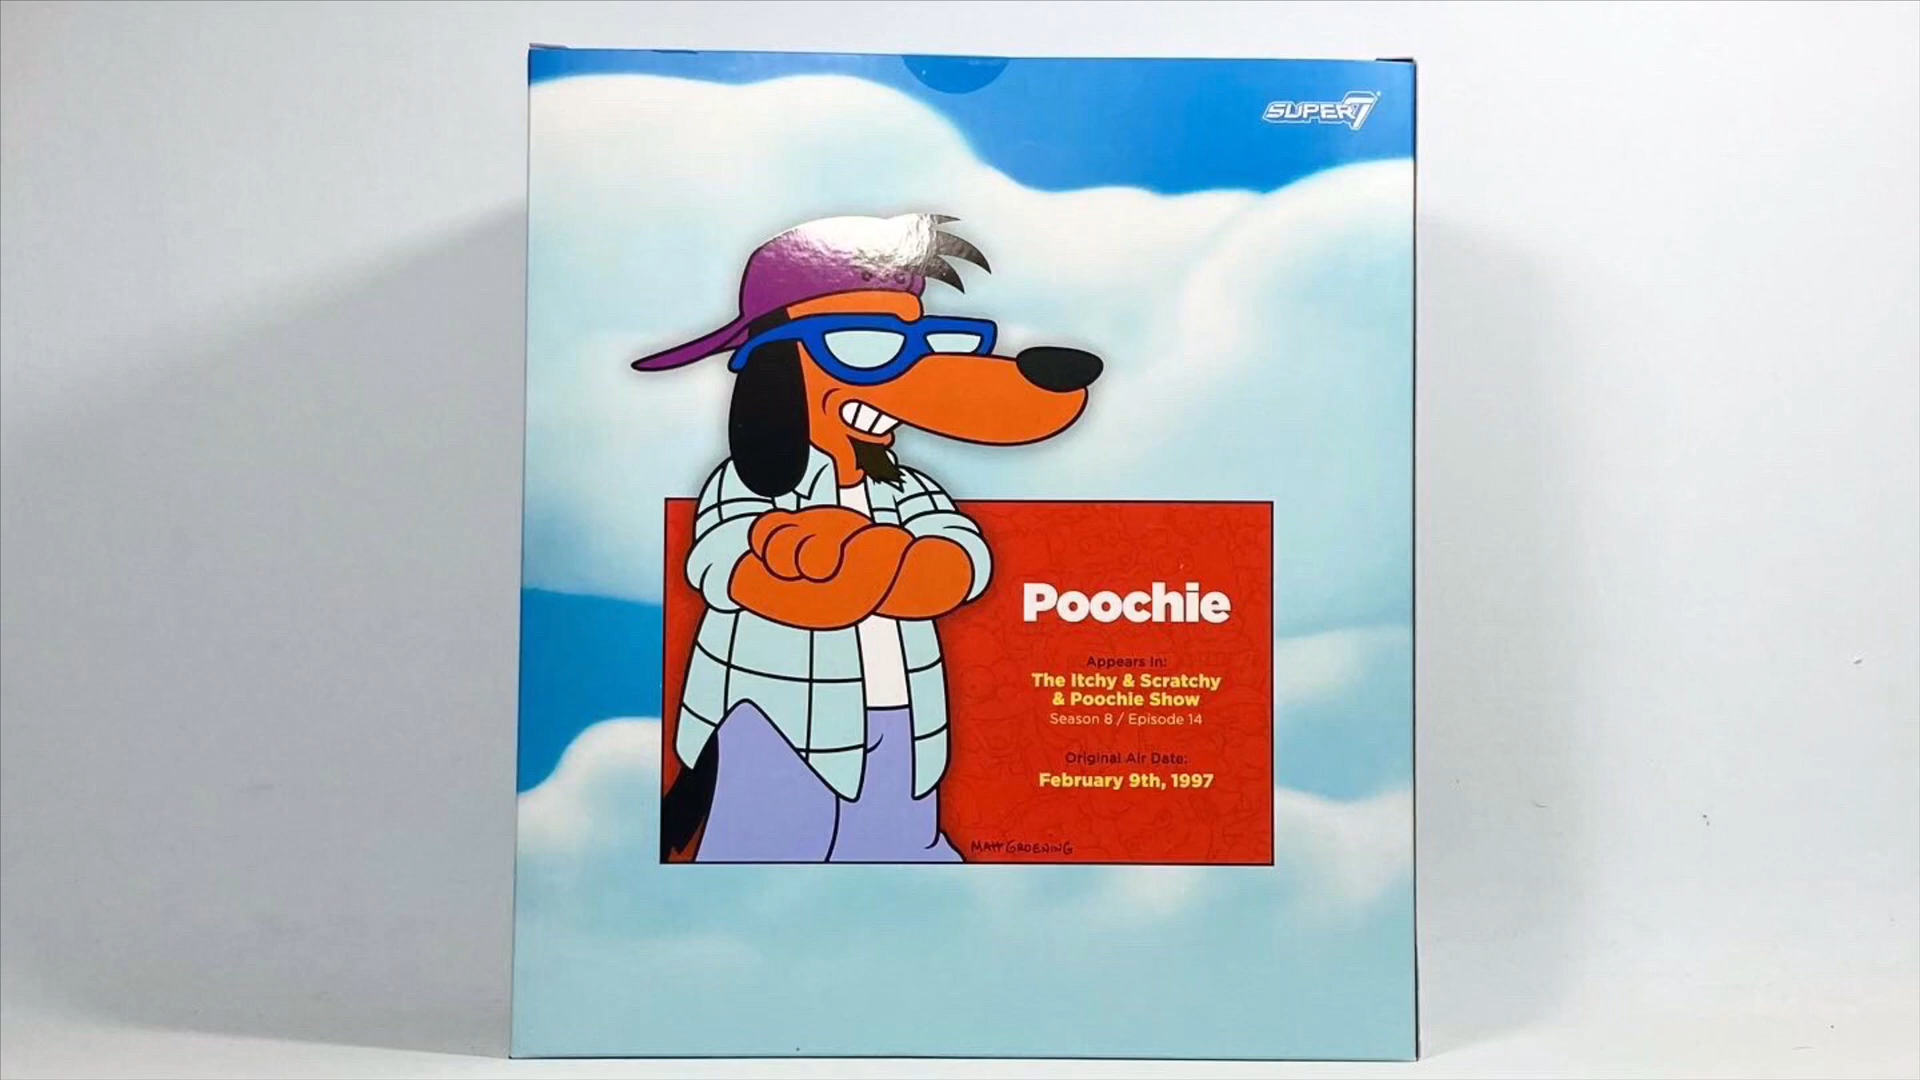 SUPER7
Poochie
Appears In:
The Itchy & Scratchy
& Poochie Show
Season 8 / Episode 14
Original Air Date:
February 9th, 1997
MATT GROENING